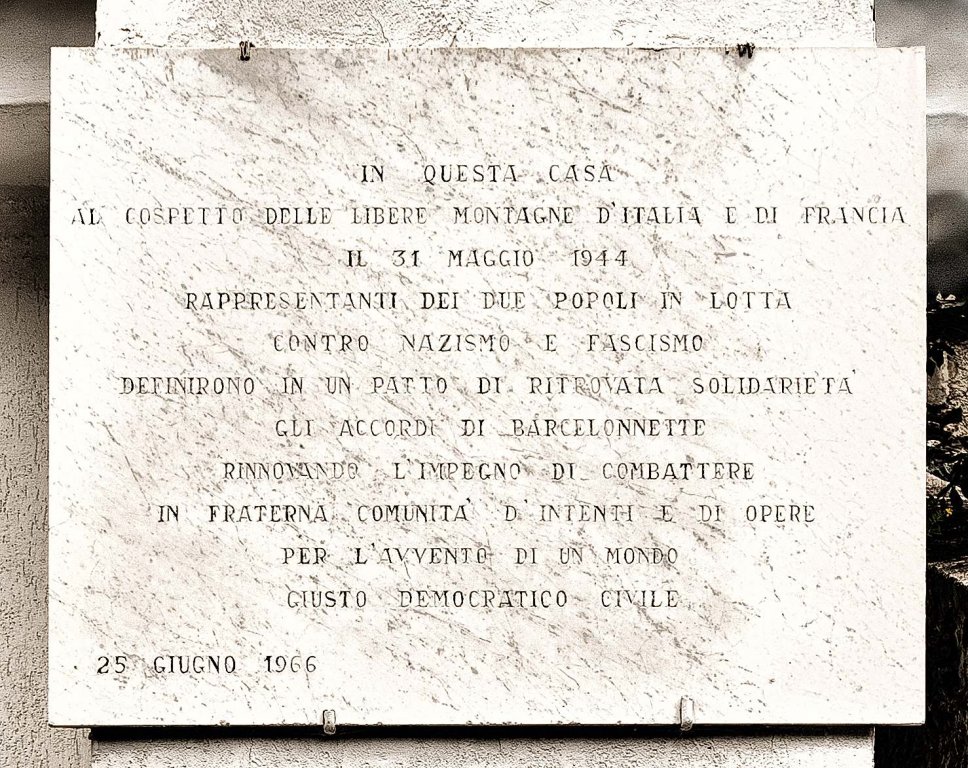 IN QUESTA CASA
AL COSPETTO DELLE LIBERE MONTAGNE D'ITALIA E DI FRANCIA
IL 31 MAGGIO 1944
RAPPRESENTANTI DEI DUE POPOLI IN LOTTA
CONTRO NAZISMO E FASCISMO
DEFINIRONO IN UN PATTO DI RITROVATA SOLIDARIETA'
GLI ACCORDI DI BARCELONNETTE
RINNOVANDO L'IMPEGNO DI COMBATTERE
IN FRATERNA COMUNITA' D'INTENTI E DI OPERE
PER L'AVVENTO DI UN MONDO
GIUSTO DEMOCRATICO CIVILE
25 GIUGNO 1966